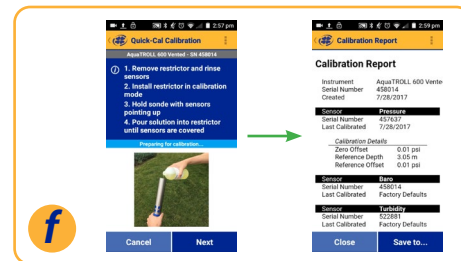 2:57 pm
Quick-Cal Calibration
AquaTROLL 600 Vented - SN 458014
1. Remove restrictor and rinse
sensors
2. Install restrictor in calibration
mode
3. Hold sonde with sensors
pointing up
4. Pour solution into restrictor
until sensors are covered
Preparing for calibration...
Cancel Next
f
2:59 pm
Calibration Report
Calibration Report
Instrument AquaTROLL 600 Vente
Serial Number 458014
Created 7/28/2017
Sensor Pressure
Serial Number 457637
Last Calibrated 7/28/2017
Calibration Details
Zero Offset 0.01 psi
Reference Depth 3.05 m
Reference Offset 0.01 psi
Sensor Baro
Serial Number 458014
Last Calibrated Factory Defaults
Sensor Turbidity
Serial Number 522881
Last Calibrated Factory Defaults
Close Save to...